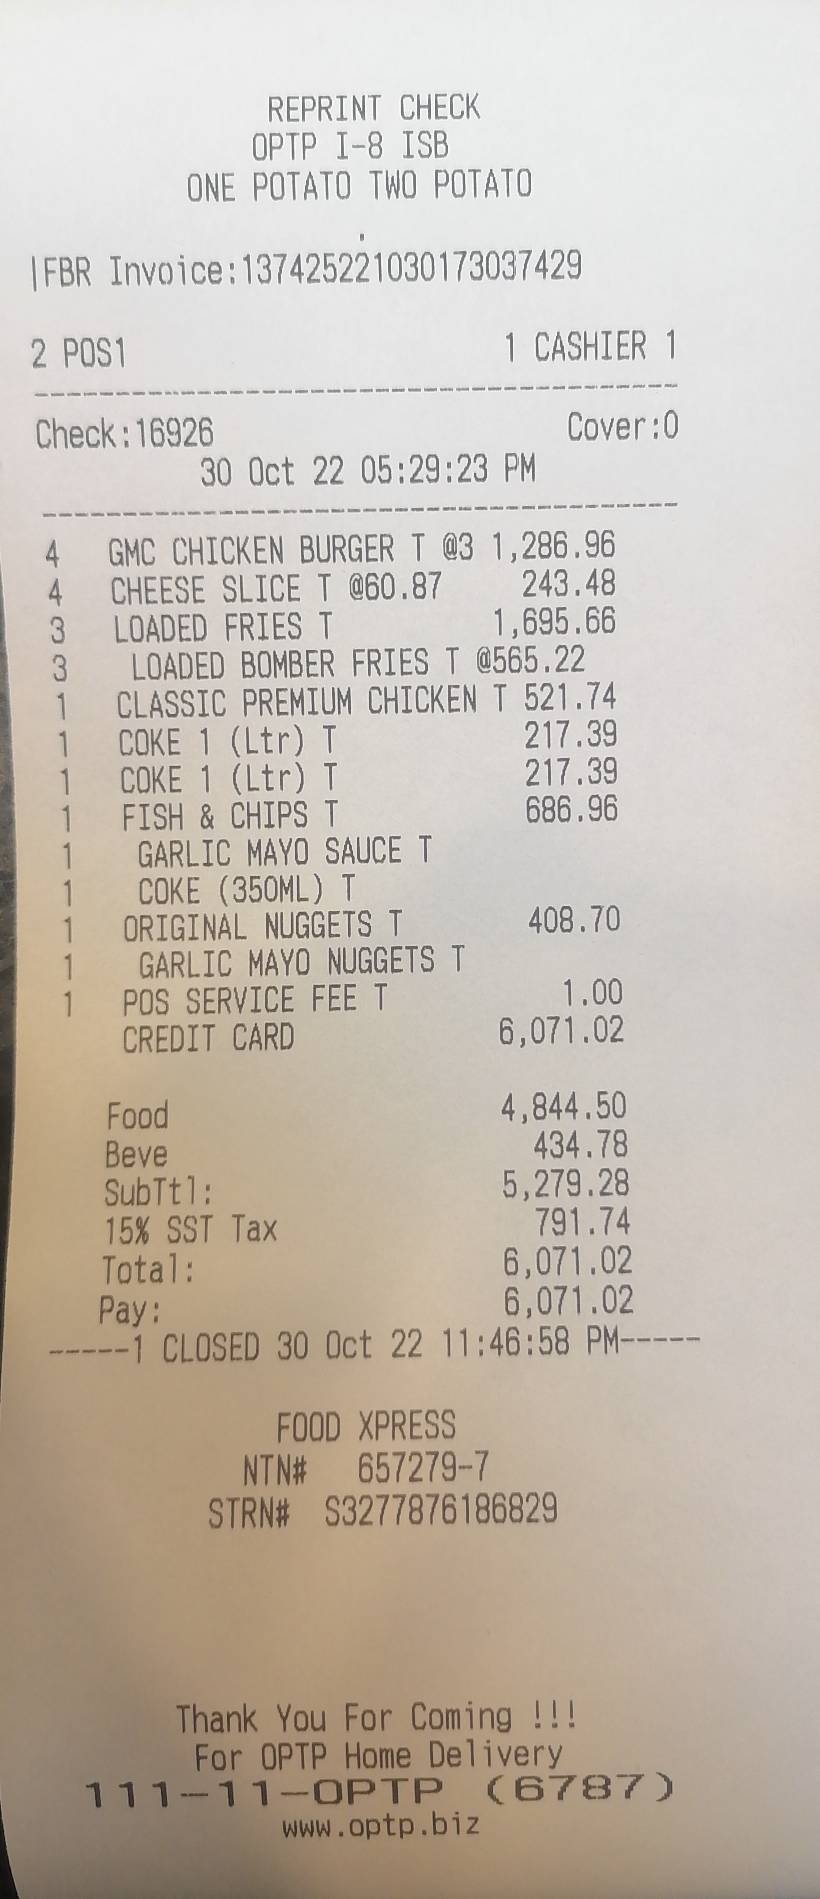 REPRINT CHECK
OPTP I-8 ISB
ONE POTATO TWO POTATO
.
|FBR Invoice:137425221030173037429
2 POS1 1 CASHIER 1
----------------------------------------
Check:16926 Cover:0
30 Oct 22 05:29:23 PM
----------------------------------------
4 GMC CHICKEN BURGER T @3 1,286.96
4 CHEESE SLICE T @60.87 243.48
3 LOADED FRIES T 1,695.66
3 LOADED BOMBER FRIES T @565.22
1 CLASSIC PREMIUM CHICKEN T 521.74
1 COKE 1 (Ltr) T 217.39
1 COKE 1 (Ltr) T 217.39
1 FISH & CHIPS T 686.96
1 GARLIC MAYO SAUCE T
1 COKE (350ML) T
1 ORIGINAL NUGGETS T 408.70
1 GARLIC MAYO NUGGETS T
1 POS SERVICE FEE T 1.00
CREDIT CARD 6,071.02
Food 4,844.50
Beve 434.78
SubTtl: 5,279.28
15% SST Tax 791.74
Total: 6,071.02
Pay: 6,071.02
-----1 CLOSED 30 Oct 22 11:46:58 PM-----
FOOD XPRESS
NTN# 657279-7
STRN# S3277876186829
Thank You For Coming !!!
For OPTP Home Delivery
111-11-OPTP (6787)
www.optp.biz